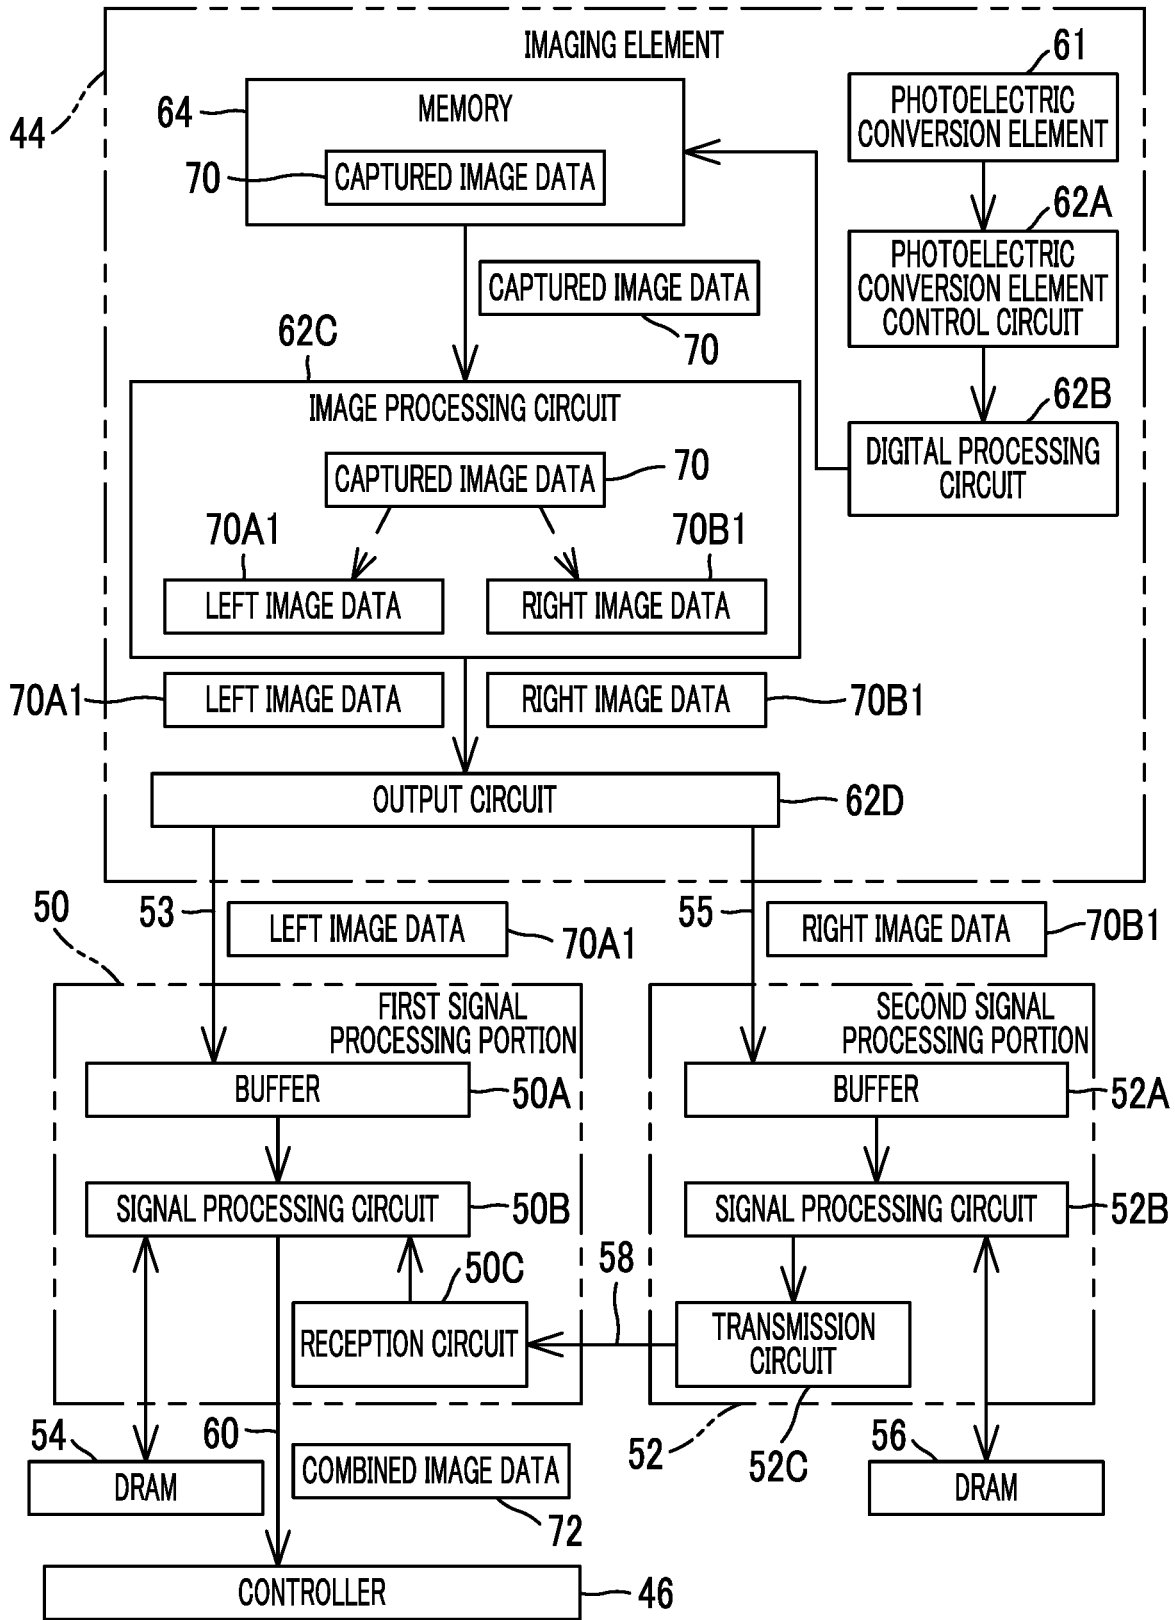 IMAGING ELEMENT
44
64
MEMORY
70
CAPTURED IMAGE DATA
61
PHOTOELECTRIC
CONVERSION ELEMENT
62A
PHOTOELECTRIC
CONVERSION ELEMENT
CONTROL CIRCUIT
62B
DIGITAL PROCESSING
CIRCUIT
CAPTURED IMAGE DATA
70
62C
IMAGE PROCESSING CIRCUIT
CAPTURED IMAGE DATA
70
70A1
70B1
LEFT IMAGE DATA
RIGHT IMAGE DATA
70A1
LEFT IMAGE DATA
RIGHT IMAGE DATA
70B1
OUTPUT CIRCUIT
62D
50
53
LEFT IMAGE DATA
70A1
55
RIGHT IMAGE DATA
70B1
FIRST SIGNAL
PROCESSING PORTION
BUFFER
50A
SIGNAL PROCESSING CIRCUIT
50B
50C
RECEPTION CIRCUIT
58
SECOND SIGNAL
PROCESSING PORTION
BUFFER
52A
SIGNAL PROCESSING CIRCUIT
52B
TRANSMISSION
CIRCUIT
52
52C
54
DRAM
60
COMBINED IMAGE DATA
72
56
DRAM
CONTROLLER
46